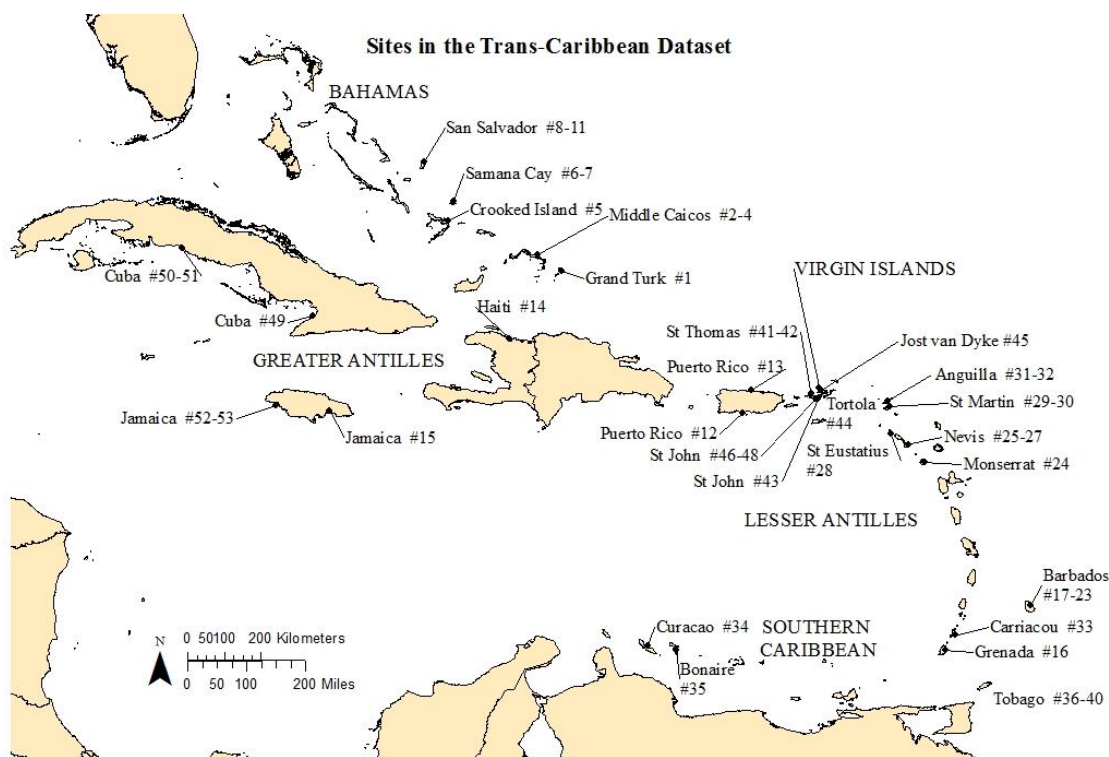 Sites in the Trans-Caribbean Dataset
BAHAMAS
San Salvador #8-11
Samana Cay #6-7
Crooked Island #5
Middle Caicos #2-4
Grand Turk #1
VIRGIN ISLANDS
Cuba #50-51
Haiti #14
Cuba #49
St Thomas #41-42
Jost van Dyke #45
GREATER ANTILLES
Puerto Rico #13
Anguilla #31-32
St Martin #29-30
Tortola
#44
Jamaica #52-53
Jamaica #15
Puerto Rico #12
St John #46-48
St Eustatius
#28
Nevis #25-27
Monserrat #24
St John #43
LESSER ANTILLES
Barbados
#17-23
N
0 50100 200 Kilometers
0 50 100 200 Miles
Curacao #34
SOUTHERN
CARIBBEAN
Carriacou #33
Grenada #16
Bonaire
#35
Tobago #36-40